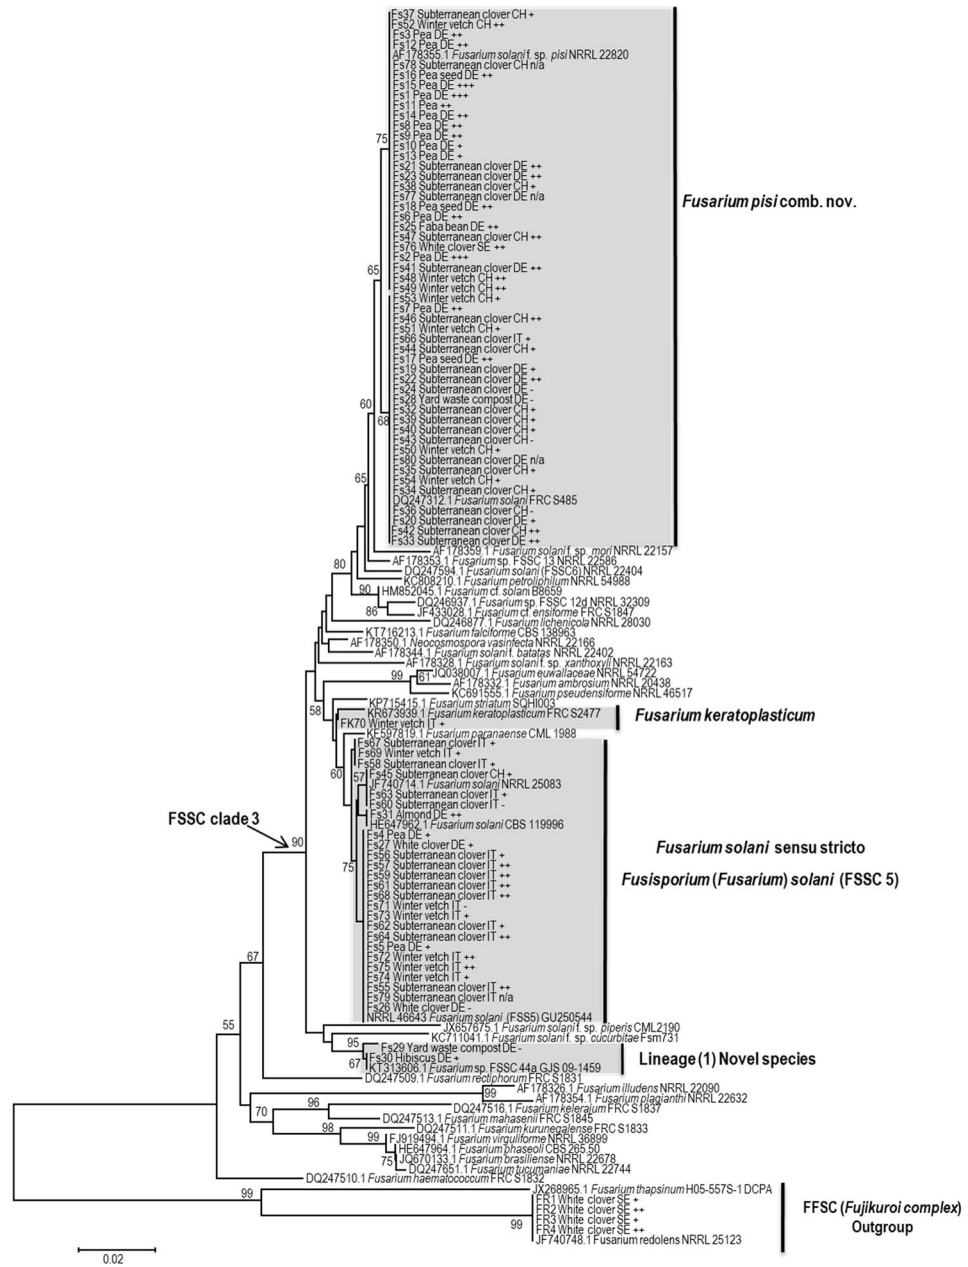 Fs37 Subterranean clover CH +
Fs52 Winter vetch CH ++
Fs3 Pea DE ++
Fs12 Pea DE ++
AF178355.1 Fusarium solani f. sp. pisi NRRL 22820
Fs78 Subterranean clover CH n/a
Fs16 Pea seed DE ++
Fs15 Pea DE +++
Fs1 Pea DE +++
Fs11 Pea ++
Fs14 Pea DE ++
Fs8 Pea DE ++
Fs9 Pea DE ++
Fs10 Pea DE +
Fs13 Pea DE +
Fs21 Subterranean clover DE ++
Fs23 Subterranean clover DE ++
Fs38 Subterranean clover CH +
Fs77 Subterranean clover DE n/a
Fs18 Pea seed DE ++
Fs6 Pea DE ++
Fs25 Faba bean DE ++
Fs47 Subterranean clover CH ++
Fs76 White clover SE ++
Fs2 Pea DE +++
Fs41 Subterranean clover DE ++
Fs48 Winter vetch CH ++
Fs49 Winter vetch CH ++
Fs53 Winter vetch CH +
Fs7 Pea DE ++
Fs46 Subterranean clover CH ++
Fs51 Winter vetch CH +
Fs66 Subterranean clover IT +
Fs44 Subterranean clover CH +
Fs17 Pea seed DE ++
Fs19 Subterranean clover DE +
Fs22 Subterranean clover DE ++
Fs24 Subterranean clover DE -
Fs28 Yard waste compost DE -
Fs32 Subterranean clover CH +
Fs39 Subterranean clover CH +
Fs40 Subterranean clover CH +
Fs43 Subterranean clover CH -
Fs50 Winter vetch CH +
Fs80 Subterranean clover DE n/a
Fs35 Subterranean clover CH +
Fs54 Winter vetch CH +
Fs34 Subterranean clover CH +
DQ247312.1 Fusarium solani FRC S485
Fs36 Subterranean clover CH -
Fs20 Subterranean clover DE +
Fs42 Subterranean clover CH ++
Fs33 Subterranean clover DE ++
75
65
68
60
65
Fusarium pisi comb. nov.
AF178359.1 Fusarium solani f. sp. mori NRRL 22157
AF178353.1 Fusarium sp. FSSC 13 NRRL 22586
DQ247594.1 Fusarium solani (FSSC6) NRRL 22404
KC808210.1 Fusarium petroliphilum NRRL 54988
HM852045.1 Fusarium cf. solani B8659
DQ246937.1 Fusarium sp. FSSC 12d NRRL 32309
JF433028.1 Fusarium cf. ensiforme FRC S1847
DQ246877.1 Fusarium lichenicola NRRL 28030
KT716213.1 Fusarium falciforme CBS 138963
AF178350.1 Neocosmospora vasinfecta NRRL 22166
AF178344.1 Fusarium solani f. batatas NRRL 22402
AF178328.1 Fusarium solani f. sp. xanthoxyli NRRL 22163
JQ038007.1 Fusarium euwallaceae NRRL 54722
AF178332.1 Fusarium ambrosium NRRL 20438
KC691555.1 Fusarium pseudensiforme NRRL 46517
KP715415.1 Fusarium striatum SQHI003
80
90
86
99
61
58
KR673939.1 Fusarium keratoplasticum FRC S2477
FK70 Winter vetch IT +
Fusarium keratoplasticum
KF597819.1 Fusarium paranaense CML 1988
Fs67 Subterranean clover IT +
Fs69 Winter vetch IT +
Fs58 Subterranean clover IT +
Fs45 Subterranean clover CH +
JF740714.1 Fusarium solani NRRL 25083
Fs63 Subterranean clover IT +
Fs60 Subterranean clover IT -
Fs31 Almond DE ++
HE647962.1 Fusarium solani CBS 119996
Fs4 Pea DE +
Fs27 White clover DE +
Fs56 Subterranean clover IT +
Fs57 Subterranean clover IT ++
Fs59 Subterranean clover IT ++
Fs61 Subterranean clover IT ++
Fs68 Subterranean clover IT ++
Fs71 Winter vetch IT -
Fs73 Winter vetch IT +
Fs62 Subterranean clover IT +
Fs64 Subterranean clover IT ++
Fs5 Pea DE +
Fs72 Winter vetch IT ++
Fs75 Winter vetch IT ++
Fs74 Winter vetch IT +
Fs55 Subterranean clover IT ++
Fs79 Subterranean clover IT n/a
Fs26 White clover DE -
NRRL 46643 Fusarium solani (FSS5) GU250544
60
57
75
FSSC clade 3
90
Fusarium solani sensu stricto
Fusisporium (Fusarium) solani (FSSC 5)
JX657675.1 Fusarium solani f. sp. piperis CML2190
KC711041.1 Fusarium solani f. sp. cucurbitae Fsm731
Fs29 Yard waste compost DE -
Fs30 Hibiscus DE +
KT313606.1 Fusarium sp. FSSC 44a GJS 09-1459
95
67
Lineage (1) Novel species
DQ247509.1 Fusarium rectiphorum FRC S1831
AF178326.1 Fusarium illudens NRRL 22090
AF178354.1 Fusarium plagianthi NRRL 22632
DQ247516.1 Fusarium kelerajum FRC S1837
DQ247513.1 Fusarium mahasenii FRC S1845
DQ247511.1 Fusarium kurunegalense FRC S1833
FJ919494.1 Fusarium virguliforme NRRL 36899
HE647964.1 Fusarium phaseoli CBS 265.50
JQ670133.1 Fusarium brasiliense NRRL 22678
DQ247651.1 Fusarium tucumaniae NRRL 22744
DQ247510.1 Fusarium haematococcum FRC S1832
67
55
99
70
96
98
99
75
JX268965.1 Fusarium thapsinum H05-557S-1 DCPA
FR1 White clover SE +
FR2 White clover SE ++
FR3 White clover SE +
FR4 White clover SE ++
JF740748.1 Fusarium redolens NRRL 25123
99
99
FFSC (Fujikuroi complex)
Outgroup
0.02